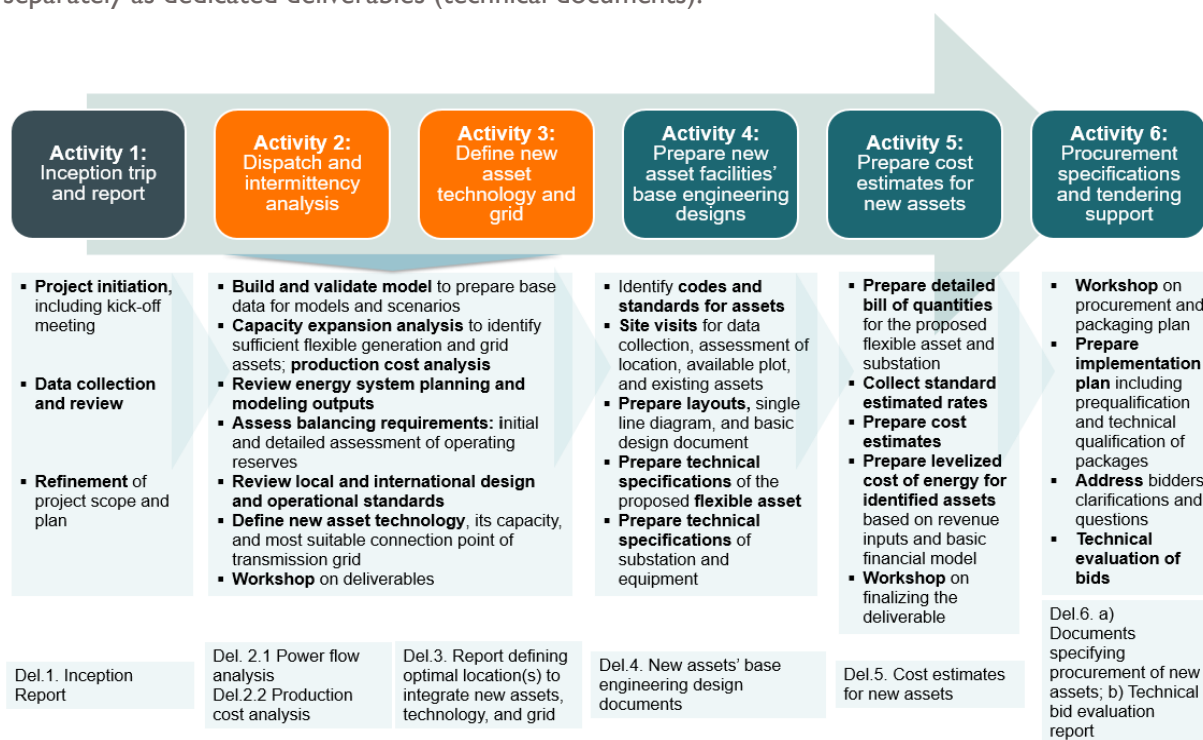 separately as dedicated deliverables (technical documents).
Activity 1:
Inception trip
and report
Activity 2:
Dispatch and
intermittency
analysis
Activity 3:
Define new
asset
technology and
grid
Activity 4:
Prepare new
asset facilities’
base engineering
designs
Activity 5:
Prepare cost
estimates for
new assets
Activity 6:
Procurement
specifications
and tendering
support
▪ Project initiation,
including kick-off
meeting
▪ Data collection
and review
▪ Refinement of
project scope and
plan
▪ Build and validate model to prepare base
data for models and scenarios
▪ Capacity expansion analysis to identify
sufficient flexible generation and grid
assets; production cost analysis
▪ Review energy system planning and
modeling outputs
▪ Assess balancing requirements: initial
and detailed assessment of operating
reserves
▪ Review local and international design
and operational standards
▪ Define new asset technology, its capacity,
and most suitable connection point of
transmission grid
▪ Workshop on deliverables
▪ Identify codes and
standards for assets
▪ Site visits for data
collection, assessment of
location, available plot,
and existing assets
▪ Prepare layouts, single
line diagram, and basic
design document
▪ Prepare technical
specifications of the
proposed flexible asset
▪ Prepare technical
specifications of
substation and
equipment
▪ Prepare detailed
bill of quantities
for the proposed
flexible asset and
substation
▪ Collect standard
estimated rates
▪ Prepare cost
estimates
▪ Prepare levelized
cost of energy for
identified assets
based on revenue
inputs and basic
financial model
▪ Workshop on
finalizing the
deliverable
▪ Workshop on
procurement and
packaging plan
▪ Prepare
implementation
plan including
prequalification
and technical
qualification of
packages
▪ Address bidders
clarifications and
questions
▪ Technical
evaluation of
bids
Del.1. Inception
Report
Del. 2.1 Power flow
analysis
Del.2.2 Production
cost analysis
Del.3. Report defining
optimal location(s) to
integrate new assets,
technology, and grid
Del.4. New assets’ base
engineering design
documents
Del.5. Cost estimates
for new assets
Del.6. a)
Documents
specifying
procurement of new
assets; b) Technical
bid evaluation
report